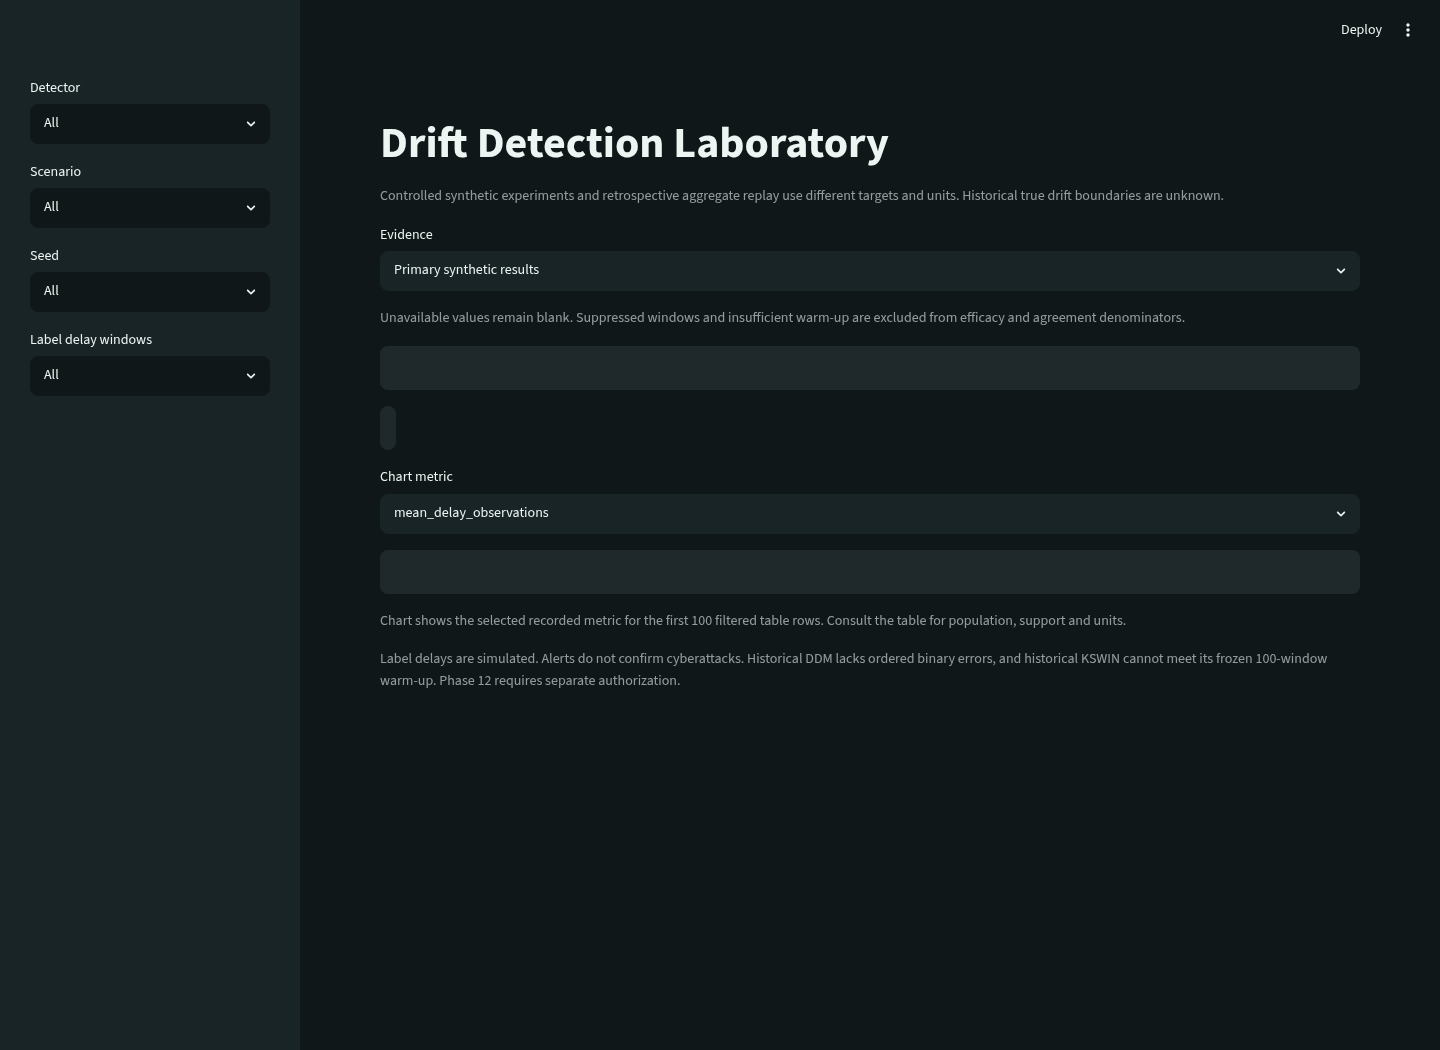 Deploy
Detector
All
Scenario
All
Seed
All
Label delay windows
All
Drift Detection Laboratory
Controlled synthetic experiments and retrospective aggregate replay use different targets and units. Historical true drift boundaries are unknown.
Evidence
Primary synthetic results
Unavailable values remain blank. Suppressed windows and insufficient warm-up are excluded from efficacy and agreement denominators.
Chart metric
mean_delay_observations
Chart shows the selected recorded metric for the first 100 filtered table rows. Consult the table for population, support and units.
Label delays are simulated. Alerts do not confirm cyberattacks. Historical DDM lacks ordered binary errors, and historical KSWIN cannot meet its frozen 100-window
warm-up. Phase 12 requires separate authorization.